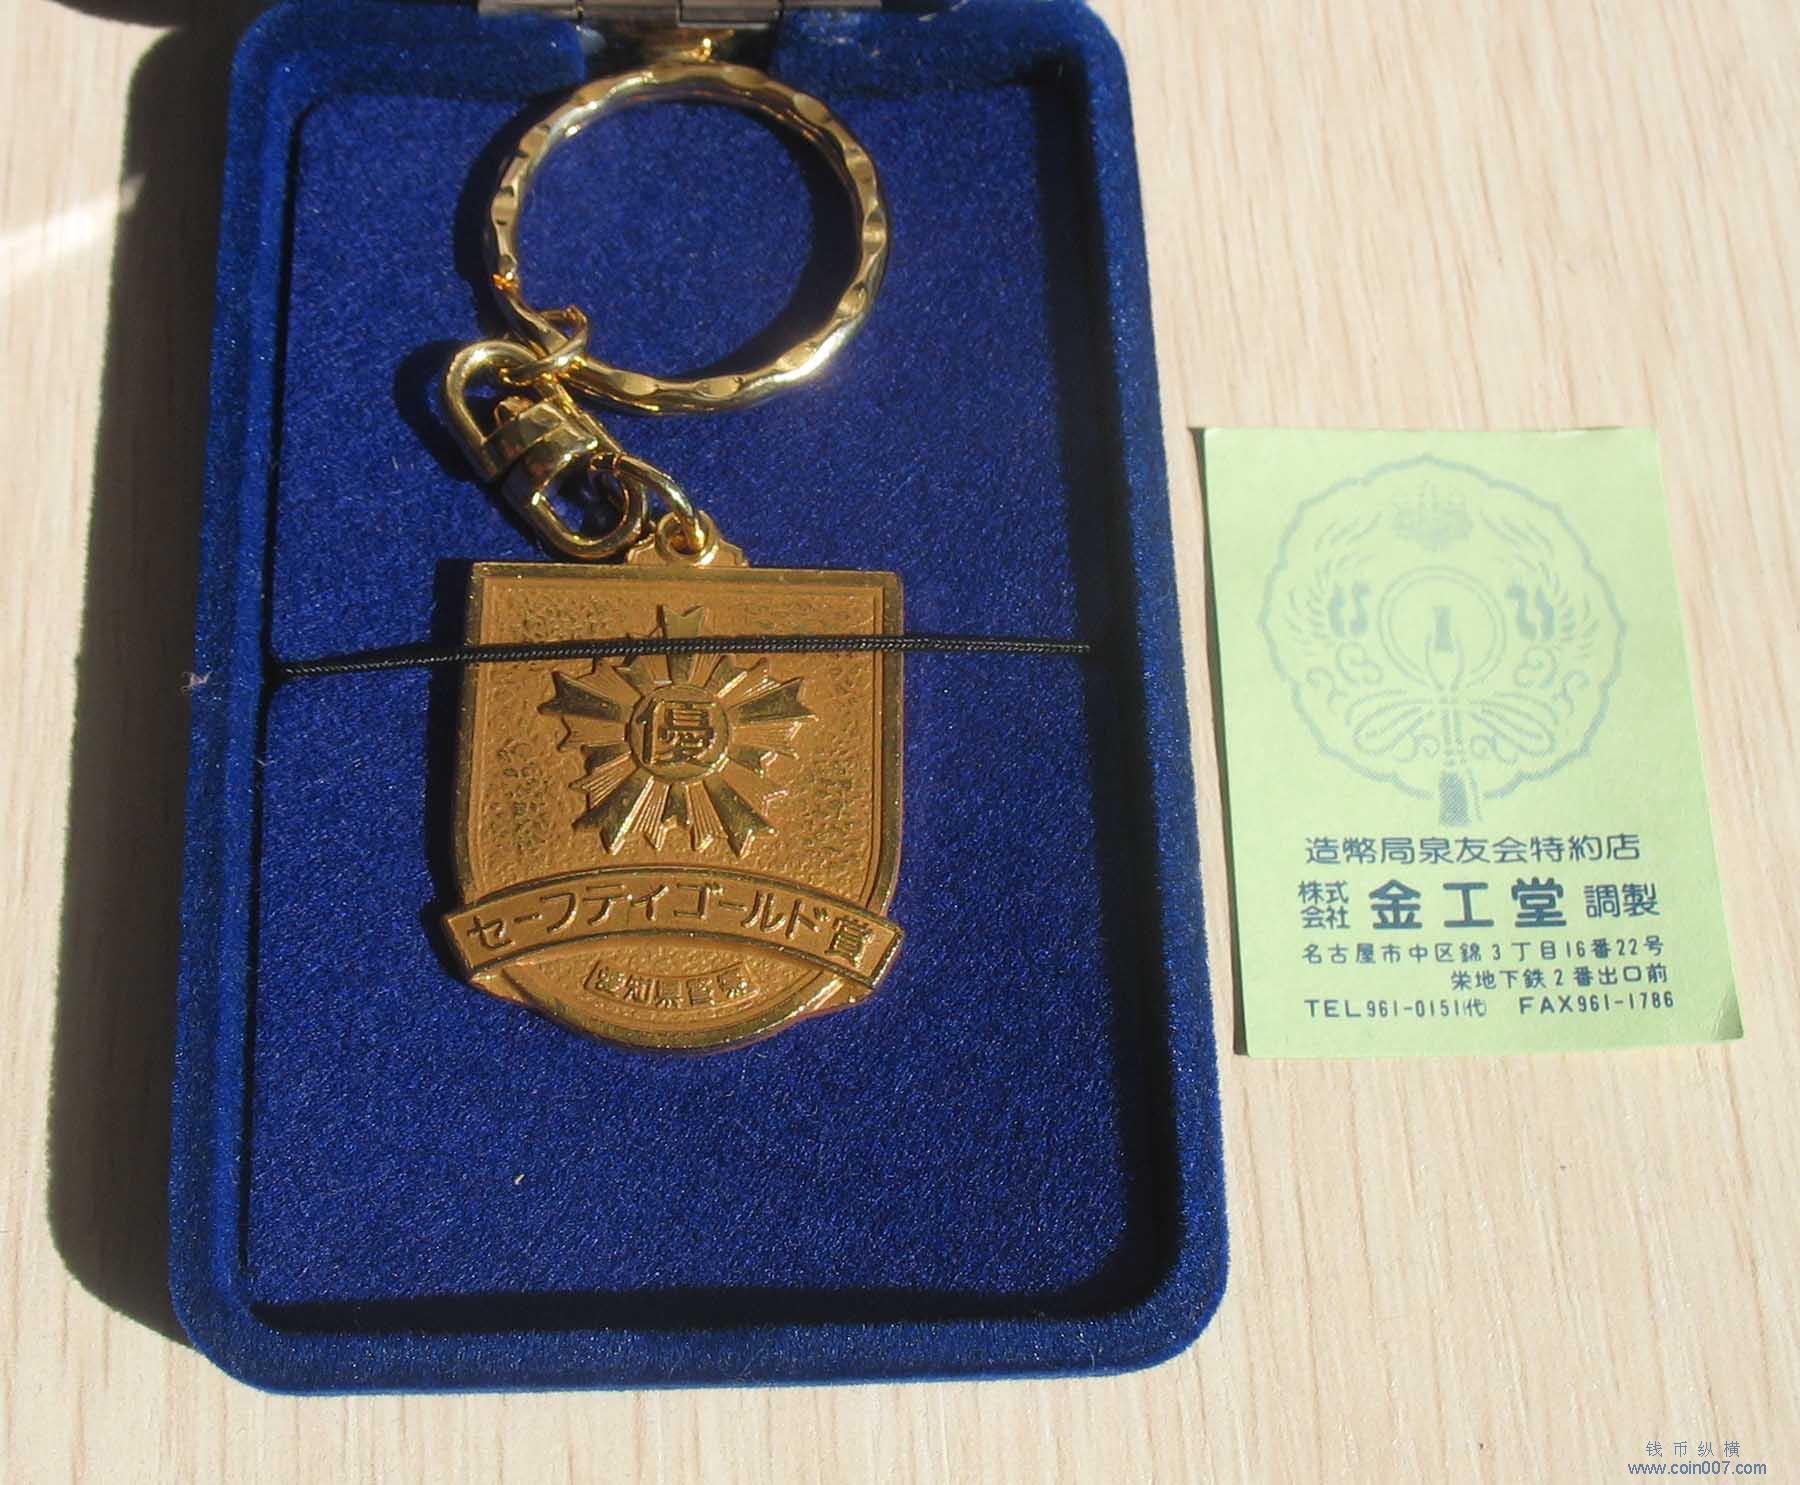 優
セーフティゴールド賞
愛知県警察
造幣局泉友会特約店
株式会社 金工堂 調製
名古屋市中区錦3丁目16番22号
栄地下鉄2番出口前
TEL961-0151代 FAX961-1786
钱币纵横
www.coin007.com